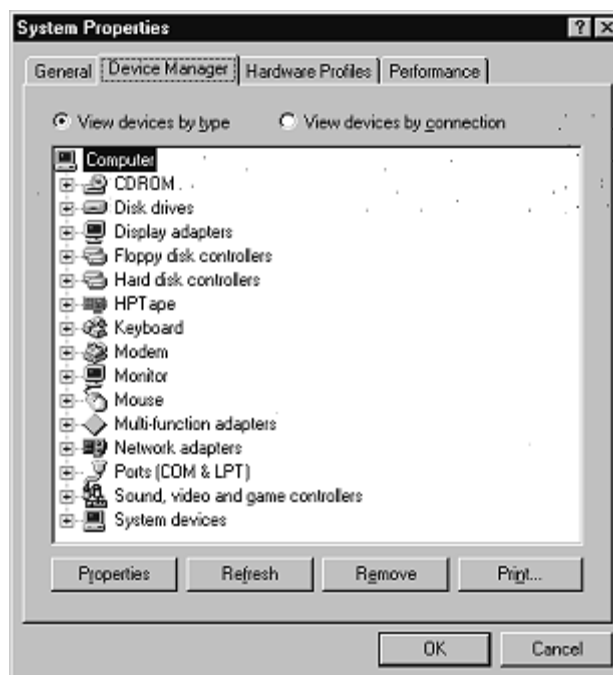 System Properties
General Device Manager Hardware Profiles Performance
View devices by type View devices by connection
Computer
CDROM
Disk drives
Display adapters
Floppy disk controllers
Hard disk controllers
HPTape
Keyboard
Modem
Monitor
Mouse
Multi-function adapters
Network adapters
Ports (COM & LPT)
Sound, video and game controllers
System devices
Properties Refresh Remove Print...
OK Cancel